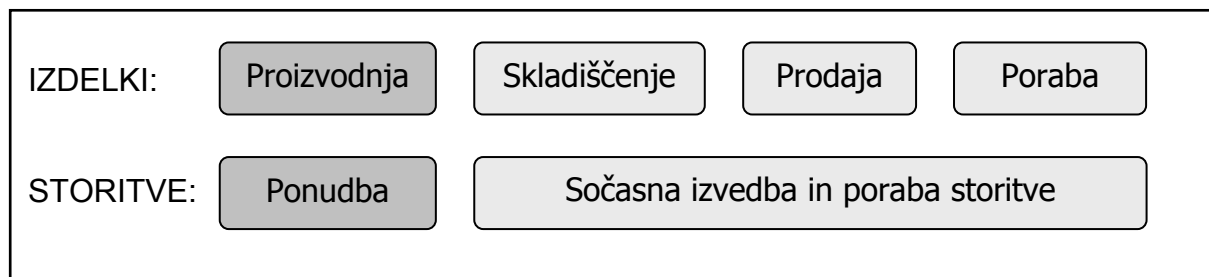 IZDELKI: Proizvodnja Skladiščenje Prodaja Poraba
STORITVE: Ponudba Sočasna izvedba in poraba storitve